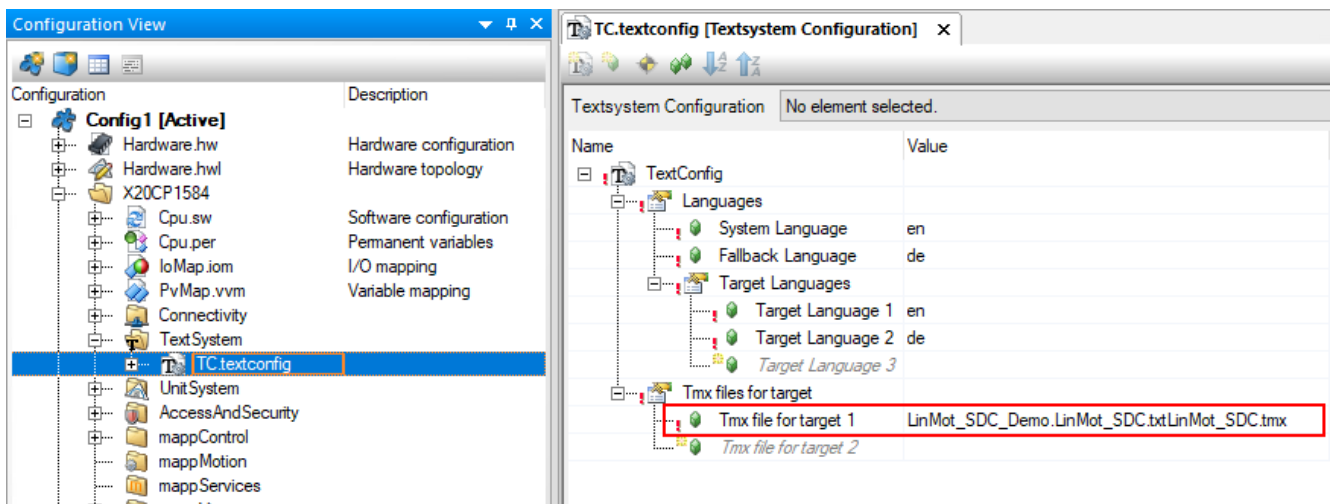 Configuration View
Configuration Description
Config1 [Active]
Hardware.hw Hardware configuration
Hardware.hwl Hardware topology
X20CP1584
Cpu.sw Software configuration
Cpu.per Permanent variables
IoMap.iom I/O mapping
PvMap.vvm Variable mapping
Connectivity
TextSystem
TC.textconfig
UnitSystem
AccessAndSecurity
mappControl
mappMotion
mappServices
TC.textconfig [Textsystem Configuration]
Textsystem Configuration No element selected.
Name Value
TextConfig
Languages
System Language en
Fallback Language de
Target Languages
Target Language 1 en
Target Language 2 de
Target Language 3
Tmx files for target
Tmx file for target 1 LinMot_SDC_Demo.LinMot_SDC.txtLinMot_SDC.tmx
Tmx file for target 2